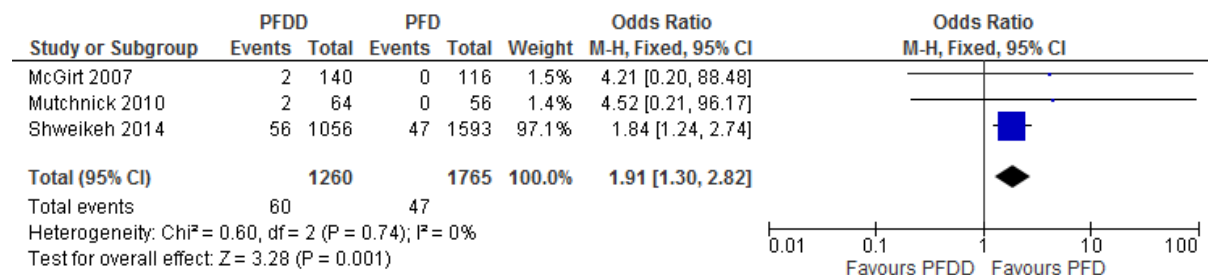 PFDD PFD Odds Ratio Odds Ratio
Study or Subgroup Events Total Events Total Weight M-H, Fixed, 95% CI M-H, Fixed, 95% CI
McGirt 2007 2 140 0 116 1.5% 4.21 [0.20, 88.48]
Mutchnick 2010 2 64 0 56 1.4% 4.52 [0.21, 96.17]
Shweikeh 2014 56 1056 47 1593 97.1% 1.84 [1.24, 2.74]
Total (95% CI) 1260 1765 100.0% 1.91 [1.30, 2.82]
Total events 60 47
Heterogeneity: Chi² = 0.60, df = 2 (P = 0.74); I² = 0%
Test for overall effect: Z = 3.28 (P = 0.001)
0.01 0.1 1 10 100
Favours PFDD Favours PFD